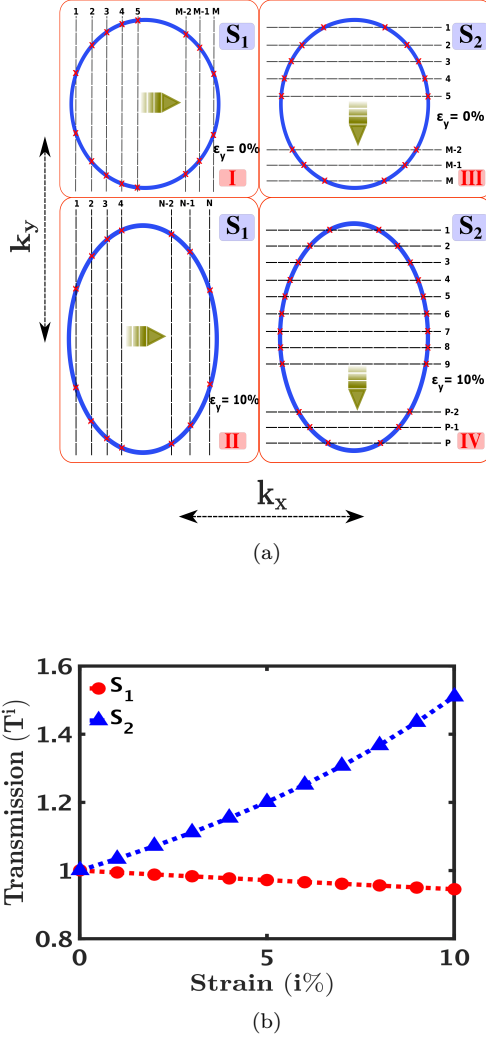 1 2 3 4 5 M-2 M-1 M
S1
εy = 0%
I
S2
1
2
3
4
5
εy = 0%
M-2
M-1
M
III
1 2 3 4 N-2 N-1 N
S1
εy = 10%
II
S2
1
2
3
4
5
6
7
8
9
εy = 10%
P-2
P-1
P
IV
ky
kx
(a)
1.6
1.4
1.2
1
0.8
Transmission (Tⁱ)
S1
S2
0 5 10
Strain (i%)
(b)